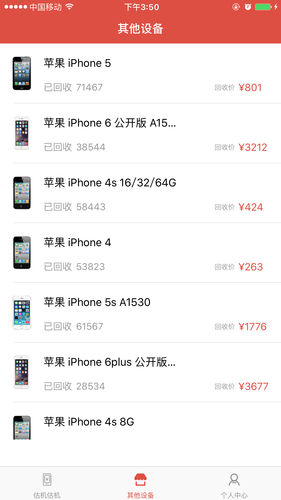 中国移动 下午3:50
其他设备
苹果 iPhone 5
已回收 71467 回收价 ¥801
苹果 iPhone 6 公开版 A15...
已回收 38544 回收价 ¥3212
苹果 iPhone 4s 16/32/64G
已回收 58443 回收价 ¥424
苹果 iPhone 4
已回收 53823 回收价 ¥263
苹果 iPhone 5s A1530
已回收 61567 回收价 ¥1776
苹果 iPhone 6plus 公开版...
已回收 28534 回收价 ¥3677
苹果 iPhone 4s 8G
估机估机 其他设备 个人中心